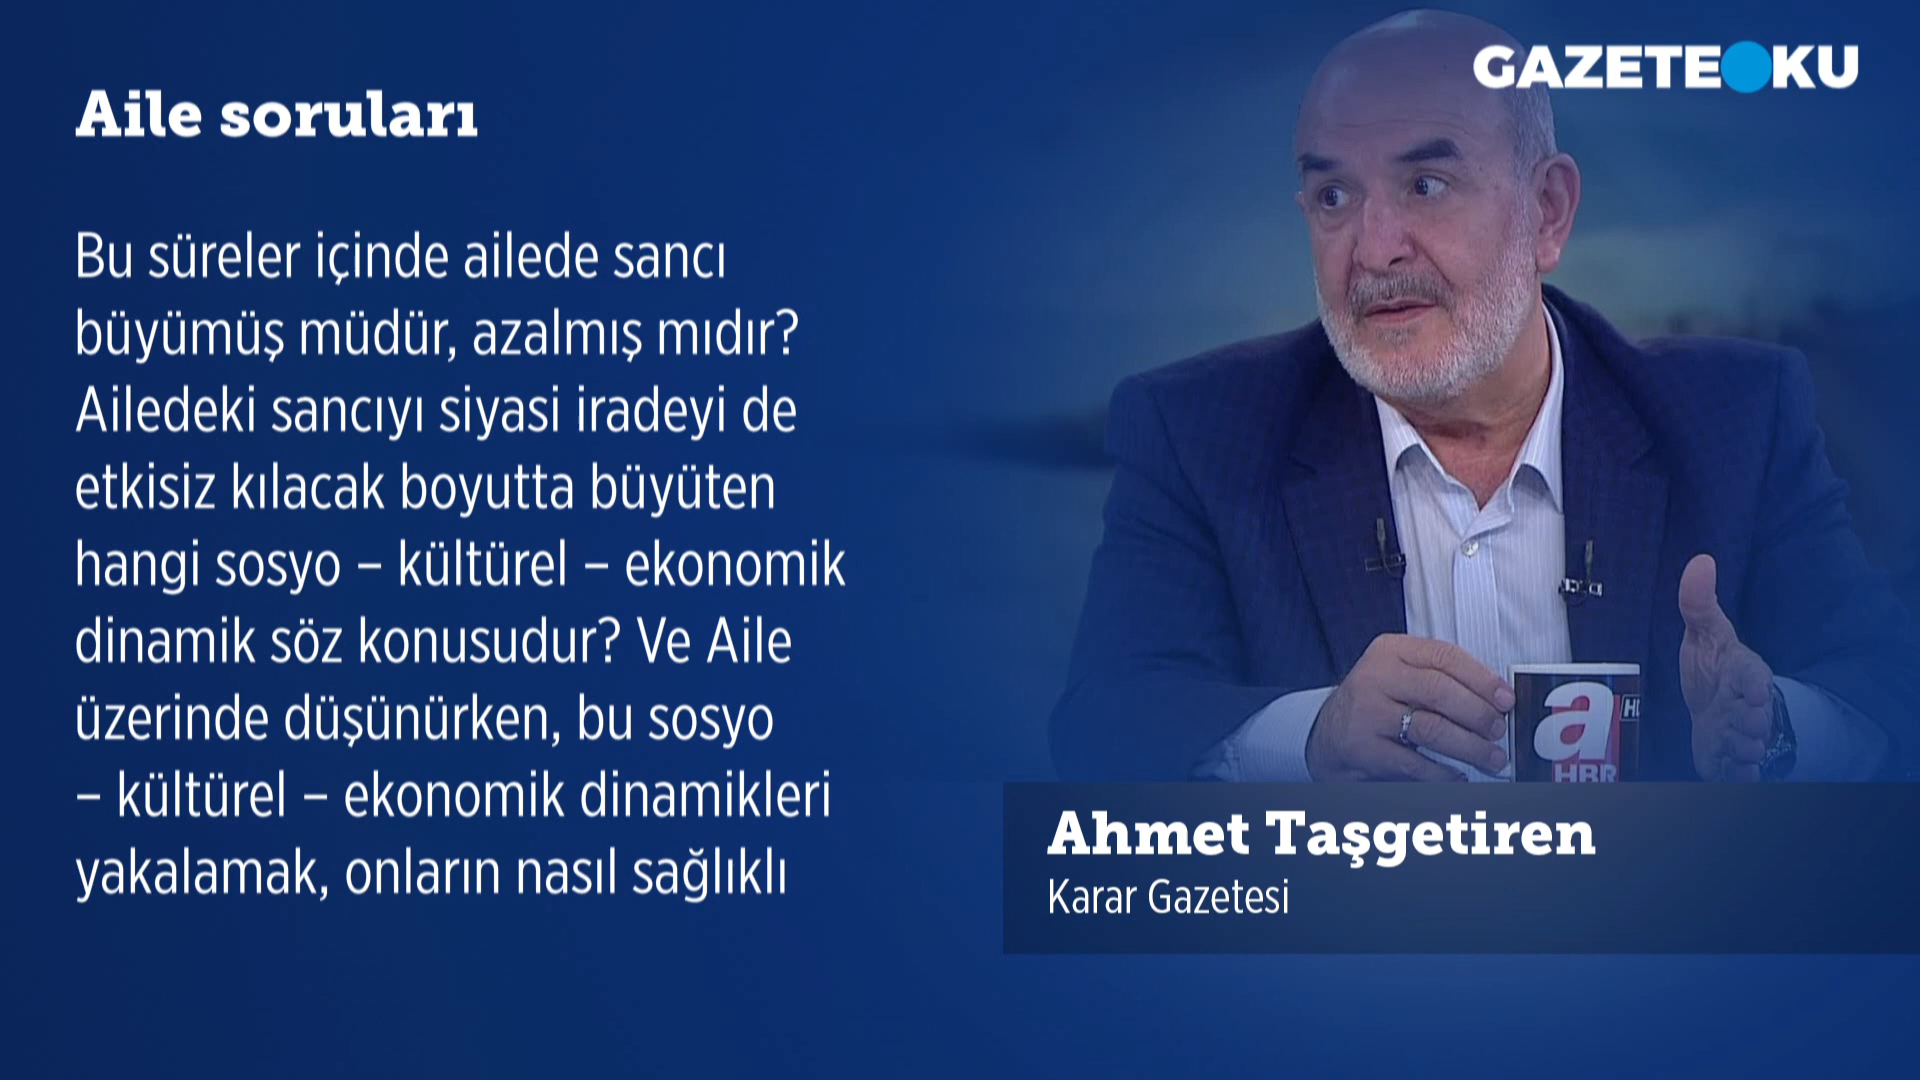 GAZETEOKU
Aile soruları
Bu süreler içinde ailede sancı
büyümüş müdür, azalmış mıdır?
Ailedeki sancıyı siyasi iradeyi de
etkisiz kılacak boyutta büyüten
hangi sosyo – kültürel – ekonomik
dinamik söz konusudur? Ve Aile
üzerinde düşünürken, bu sosyo
– kültürel – ekonomik dinamikleri
yakalamak, onların nasıl sağlıklı
a
HBR
Ahmet Taşgetiren
Karar Gazetesi